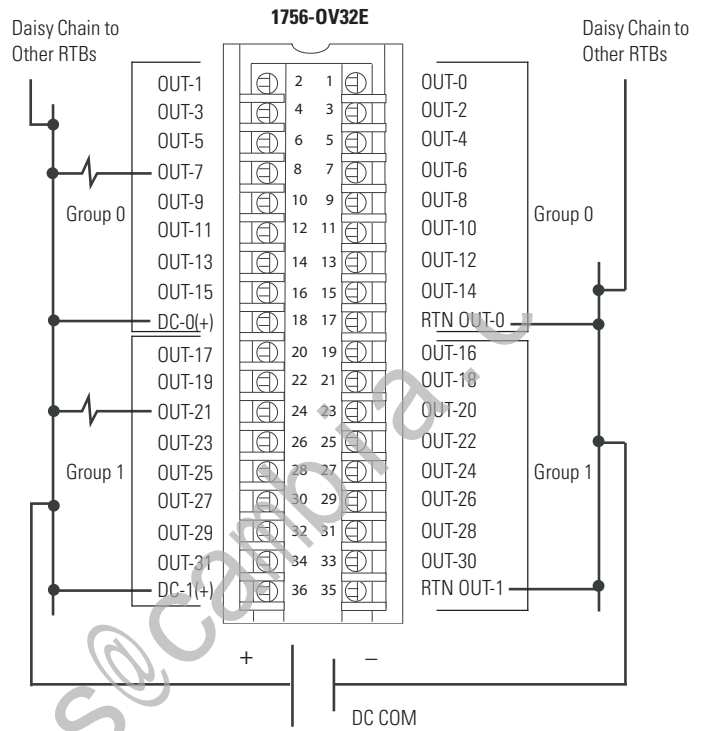 1756-OV32E
Daisy Chain to
Other RTBs
Daisy Chain to
Other RTBs
OUT-1 2 1 OUT-0
OUT-3 4 3 OUT-2
OUT-5 6 5 OUT-4
OUT-7 8 7 OUT-6
OUT-9 10 9 OUT-8
Group 0
Group 0
OUT-11 12 11 OUT-10
OUT-13 14 13 OUT-12
OUT-15 16 15 OUT-14
DC-0(+) 18 17 RTN OUT-0
OUT-17 20 19 OUT-16
OUT-19 22 21 OUT-18
OUT-21 24 23 OUT-20
OUT-23 26 25 OUT-22
Group 1
Group 1
OUT-25 28 27 OUT-24
OUT-27 30 29 OUT-26
OUT-29 32 31 OUT-28
OUT-31 34 33 OUT-30
DC-1(+) 36 35 RTN OUT-1
+ –
DC COM
s@cambia.u